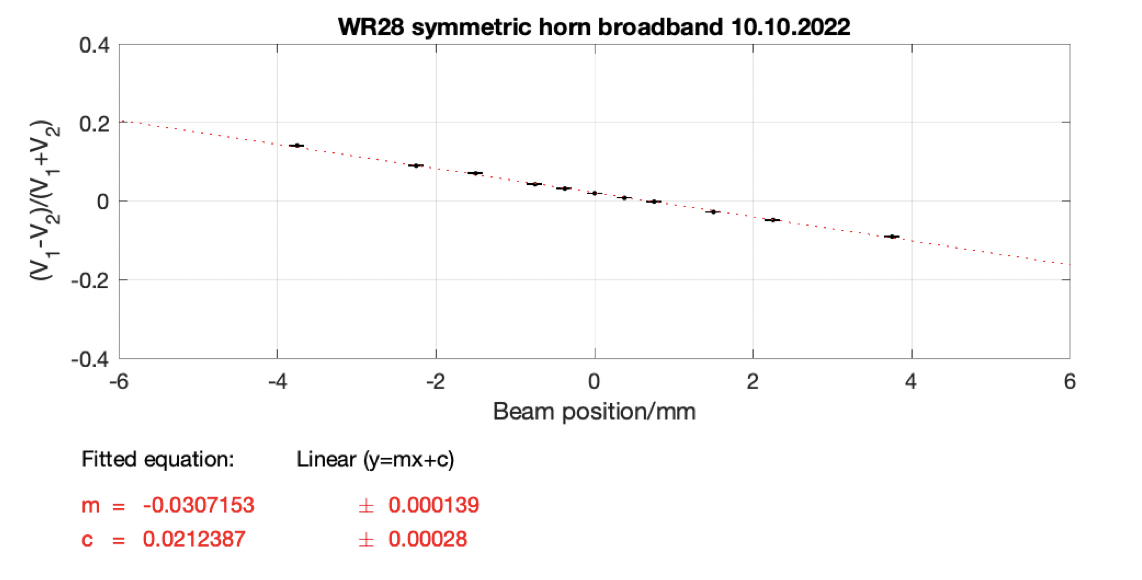 WR28 symmetric horn broadband 10.10.2022
0.4
0.2
0
-0.2
-0.4
(V₁-V₂)/(V₁+V₂)
-6 -4 -2 0 2 4 6
Beam position/mm
Fitted equation: Linear (y=mx+c)
m = -0.0307153 ± 0.000139
c = 0.0212387 ± 0.00028